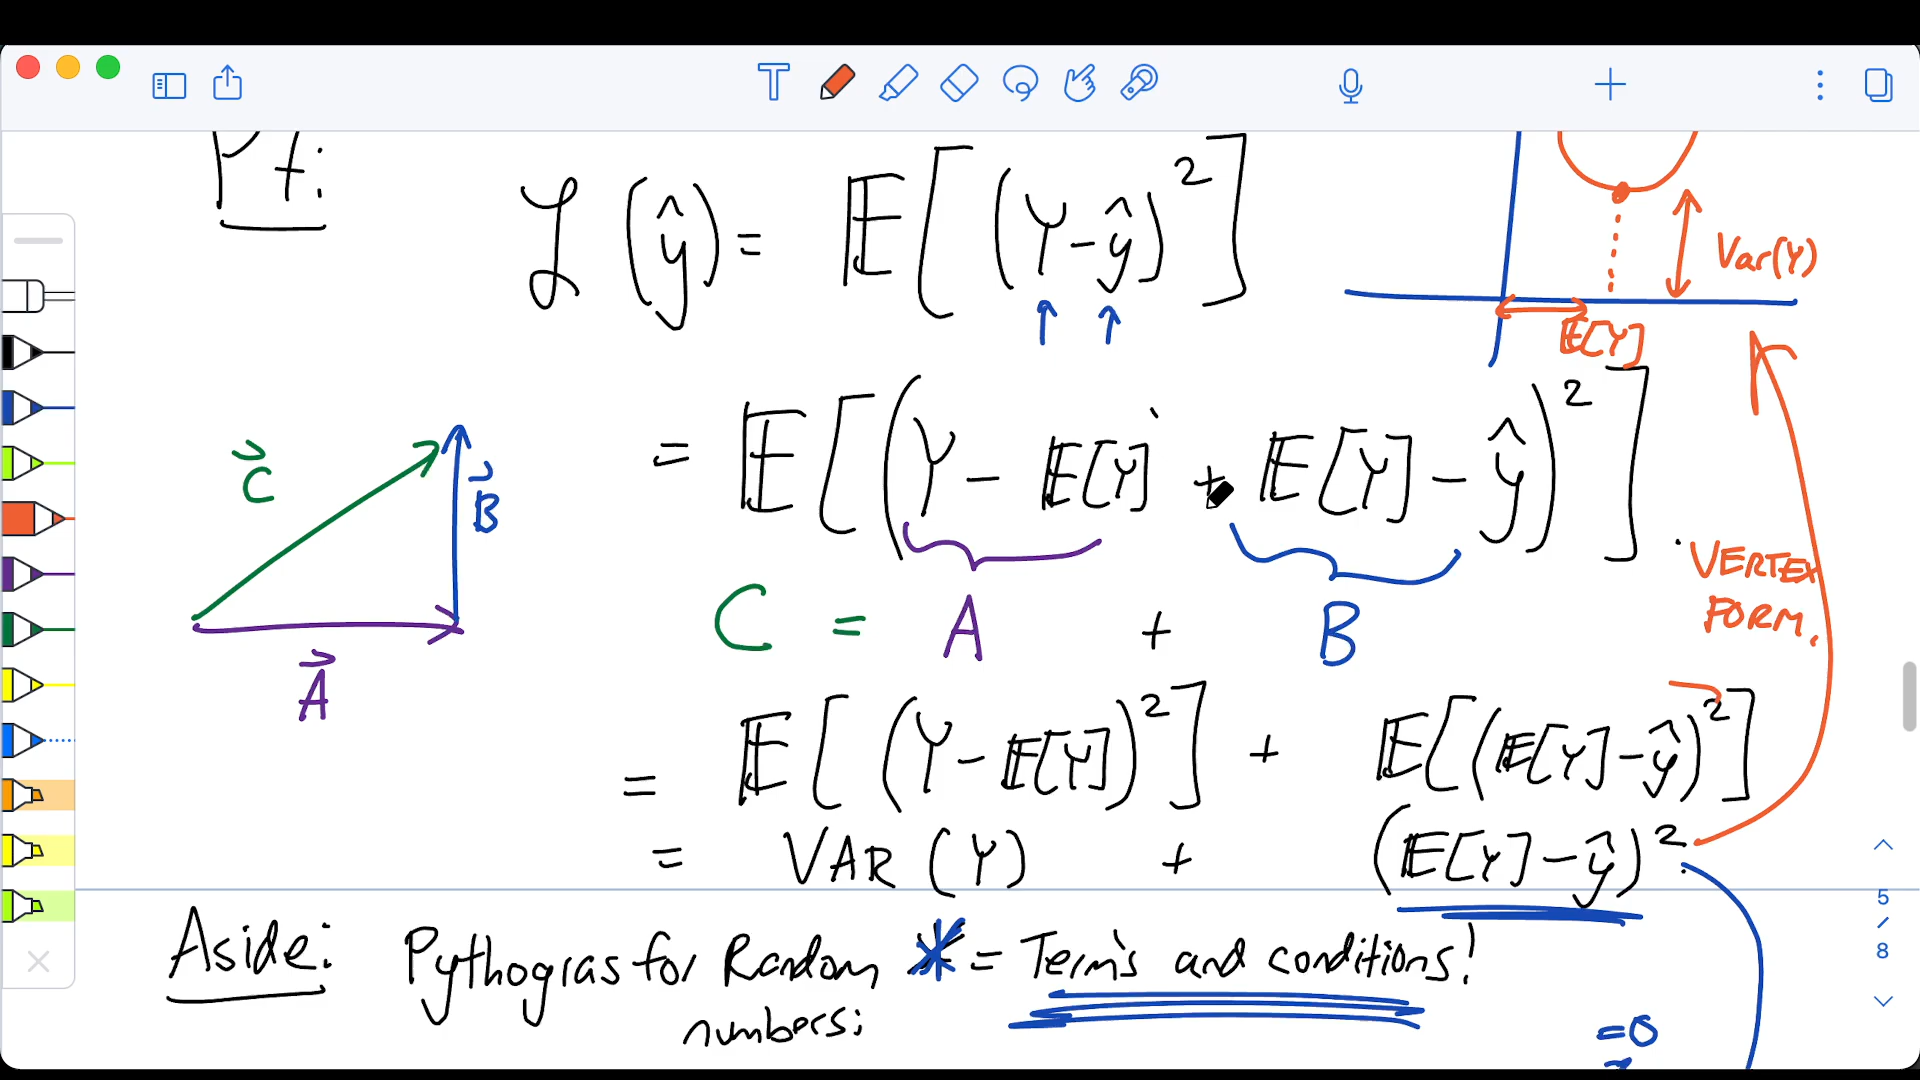 Pf:
ℒ(ŷ) = 𝔼[(Y-ŷ)²]
Var(Y)
𝔼[Y]
= 𝔼[(Y - 𝔼[Y] + 𝔼[Y] - ŷ)²]
C⃗
B⃗
A⃗
VERTEX
FORM.
C = A + B
= 𝔼[(Y-𝔼[Y])²] + 𝔼[(𝔼[Y]-ŷ)²]
= VAR(Y) + (𝔼[Y]-ŷ)²
Aside: Pythogras for Random * = Terms and conditions!
numbers:
=0
5
/
8